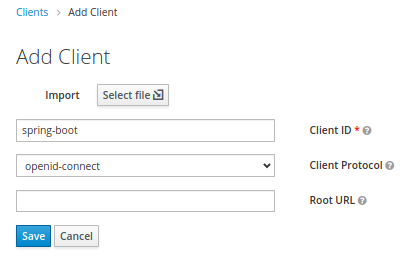 Clients > Add Client
Add Client
Import Select file
spring-boot Client ID *
openid-connect Client Protocol
Root URL
Save Cancel